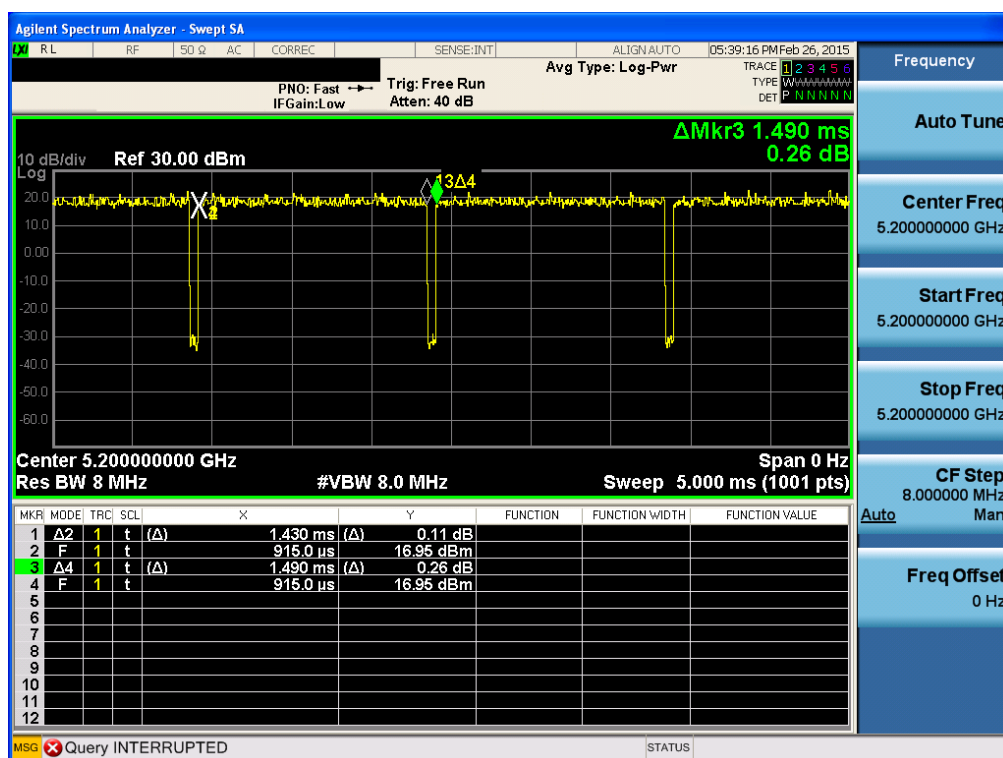 Agilent Spectrum Analyzer - Swept SA
LXI RL RF 50 Ω AC CORREC SENSE:INT ALIGN AUTO 05:39:16 PM Feb 26, 2015
Frequency
Avg Type: Log-Pwr
TRACE 1 2 3 4 5 6
PNO: Fast
Trig: Free Run
TYPE W
IFGain:Low
Atten: 40 dB
DET P N N N N N
Auto Tune
ΔMkr3 1.490 ms
0.26 dB
10 dB/div Ref 30.00 dBm
Log
13Δ4
2
20.0
10.0
0.00
-10.0
-20.0
-30.0
-40.0
-50.0
-60.0
Center Freq
5.200000000 GHz
Start Freq
5.200000000 GHz
Stop Freq
5.200000000 GHz
Center 5.200000000 GHz Span 0 Hz
Res BW 8 MHz #VBW 8.0 MHz Sweep 5.000 ms (1001 pts)
CF Step
8.000000 MHz
Auto Man
Freq Offset
0 Hz
MKR MODE TRC SCL X Y FUNCTION FUNCTION WIDTH FUNCTION VALUE
1 Δ2 1 t (Δ) 1.430 ms (Δ) 0.11 dB
2 F 1 t 915.0 µs 16.95 dBm
3 Δ4 1 t (Δ) 1.490 ms (Δ) 0.26 dB
4 F 1 t 915.0 µs 16.95 dBm
5
6
7
8
9
10
11
12
MSG Query INTERRUPTED STATUS